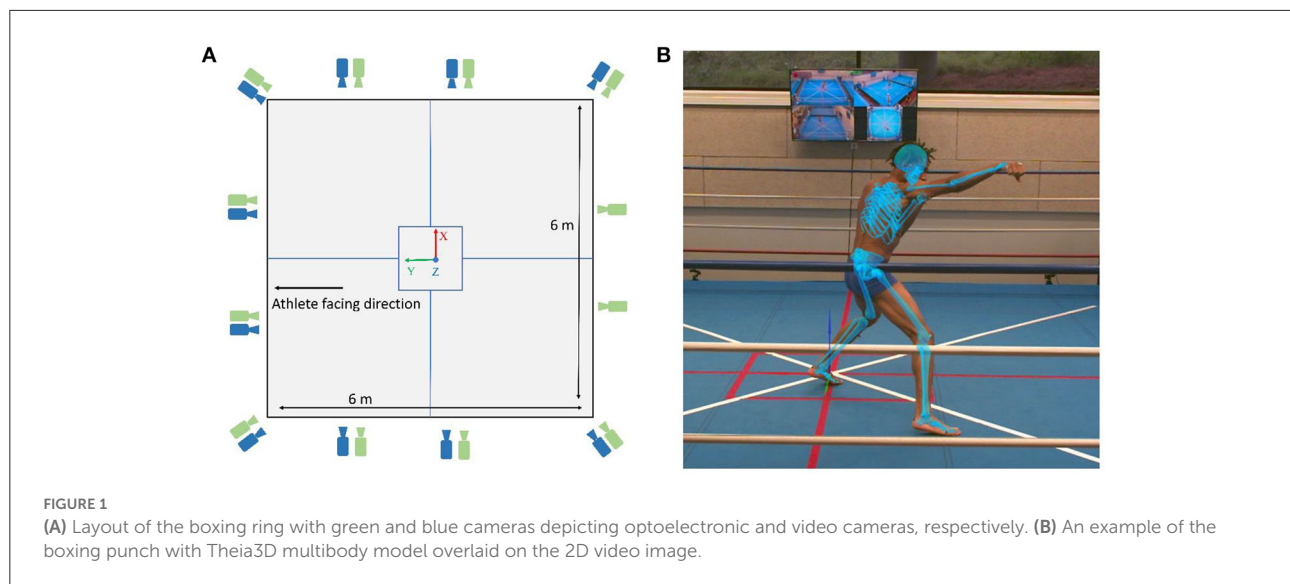 A
B
X
Y
Z
6 m
Athlete facing direction
6 m
FIGURE 1
(A) Layout of the boxing ring with green and blue cameras depicting optoelectronic and video cameras, respectively. (B) An example of the
boxing punch with Theia3D multibody model overlaid on the 2D video image.